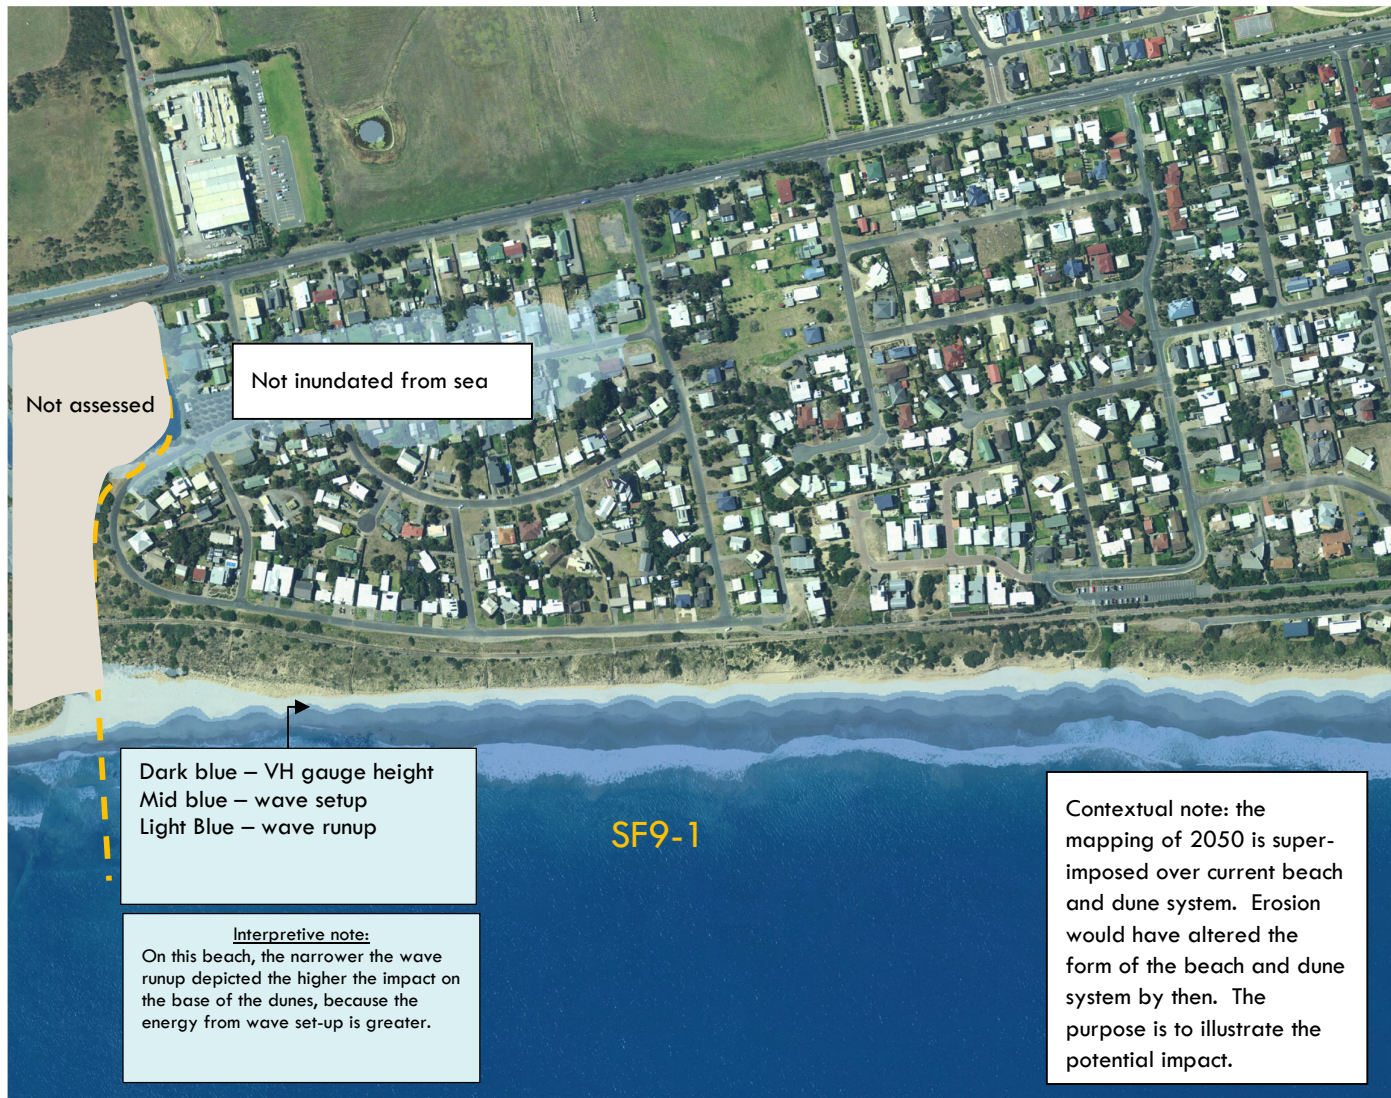 Not inundated from sea
Not assessed
Dark blue – VH gauge height
Mid blue – wave setup
Light Blue – wave runup
SF9-1
Interpretive note:
On this beach, the narrower the wave
runup depicted the higher the impact on
the base of the dunes, because the
energy from wave set-up is greater.
Contextual note: the
mapping of 2050 is super-
imposed over current beach
and dune system. Erosion
would have altered the
form of the beach and dune
system by then. The
purpose is to illustrate the
potential impact.